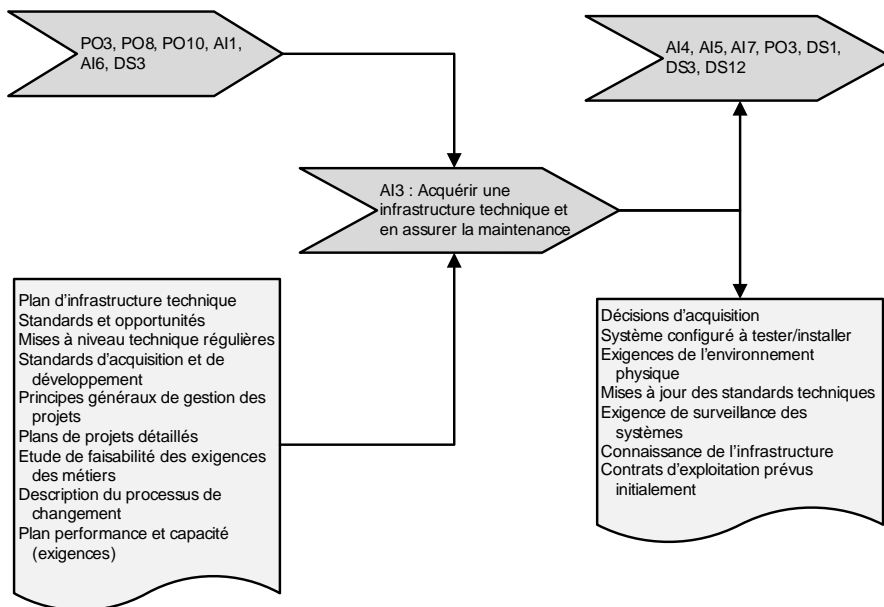 PO3, PO8, PO10, AI1,
AI6, DS3
AI4, AI5, AI7, PO3, DS1,
DS3, DS12
AI3 : Acquérir une
infrastructure technique et
en assurer la maintenance
Plan d’infrastructure technique
Standards et opportunités
Mises à niveau technique régulières
Standards d’acquisition et de
développement
Principes généraux de gestion des
projets
Plans de projets détaillés
Etude de faisabilité des exigences
des métiers
Description du processus de
changement
Plan performance et capacité
(exigences)
Décisions d’acquisition
Système configuré à tester/installer
Exigences de l’environnement
physique
Mises à jour des standards techniques
Exigence de surveillance des
systèmes
Connaissance de l’infrastructure
Contrats d’exploitation prévus
initialement